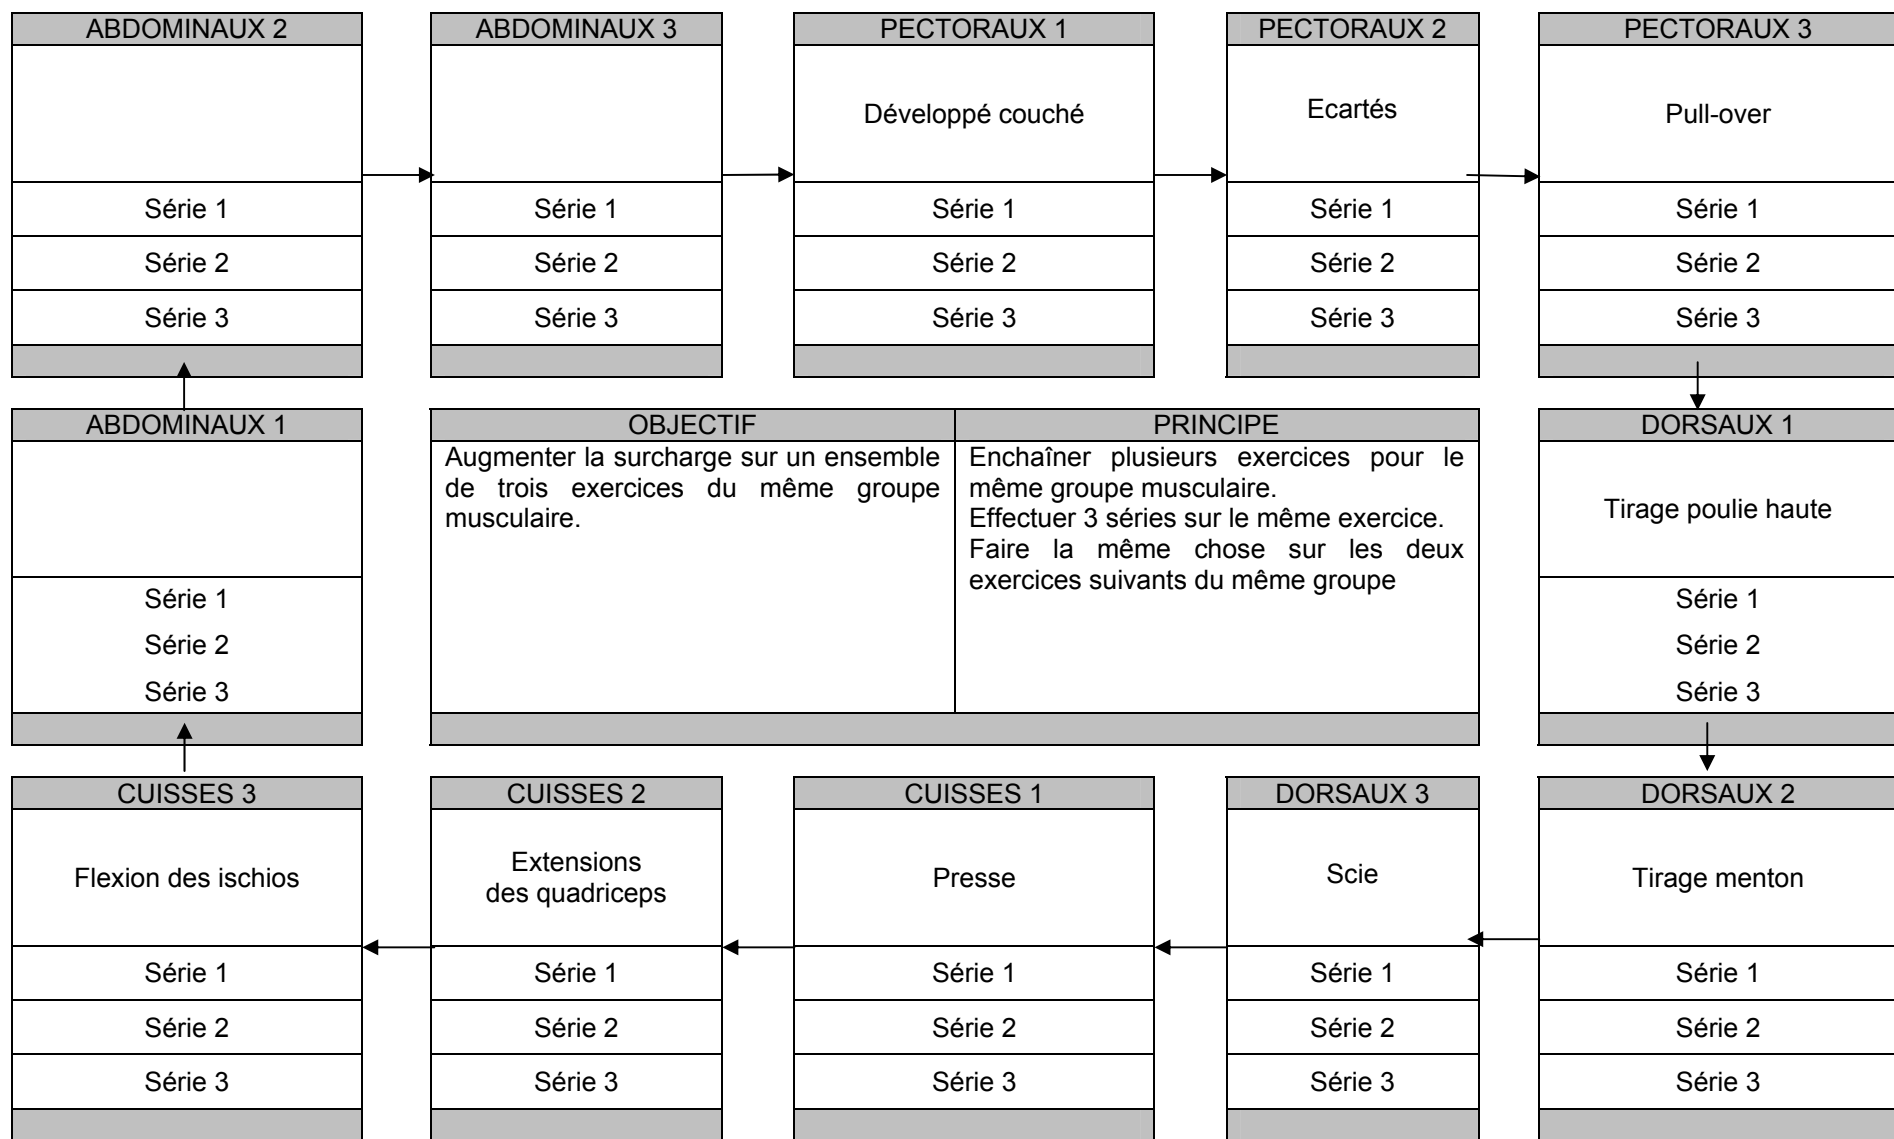 ABDOMINAUX 2
Série 1
Série 2
Série 3
ABDOMINAUX 3
Série 1
Série 2
Série 3
PECTORAUX 1
Développé couché
Série 1
Série 2
Série 3
PECTORAUX 2
Ecartés
Série 1
Série 2
Série 3
PECTORAUX 3
Pull-over
Série 1
Série 2
Série 3
ABDOMINAUX 1
Série 1
Série 2
Série 3
OBJECTIF
Augmenter la surcharge sur un ensemble
de trois exercices du même groupe
musculaire.
PRINCIPE
Enchaîner plusieurs exercices pour le
même groupe musculaire.
Effectuer 3 séries sur le même exercice.
Faire la même chose sur les deux
exercices suivants du même groupe
DORSAUX 1
Tirage poulie haute
Série 1
Série 2
Série 3
CUISSES 3
Flexion des ischios
Série 1
Série 2
Série 3
CUISSES 2
Extensions
des quadriceps
Série 1
Série 2
Série 3
CUISSES 1
Presse
Série 1
Série 2
Série 3
DORSAUX 3
Scie
Série 1
Série 2
Série 3
DORSAUX 2
Tirage menton
Série 1
Série 2
Série 3